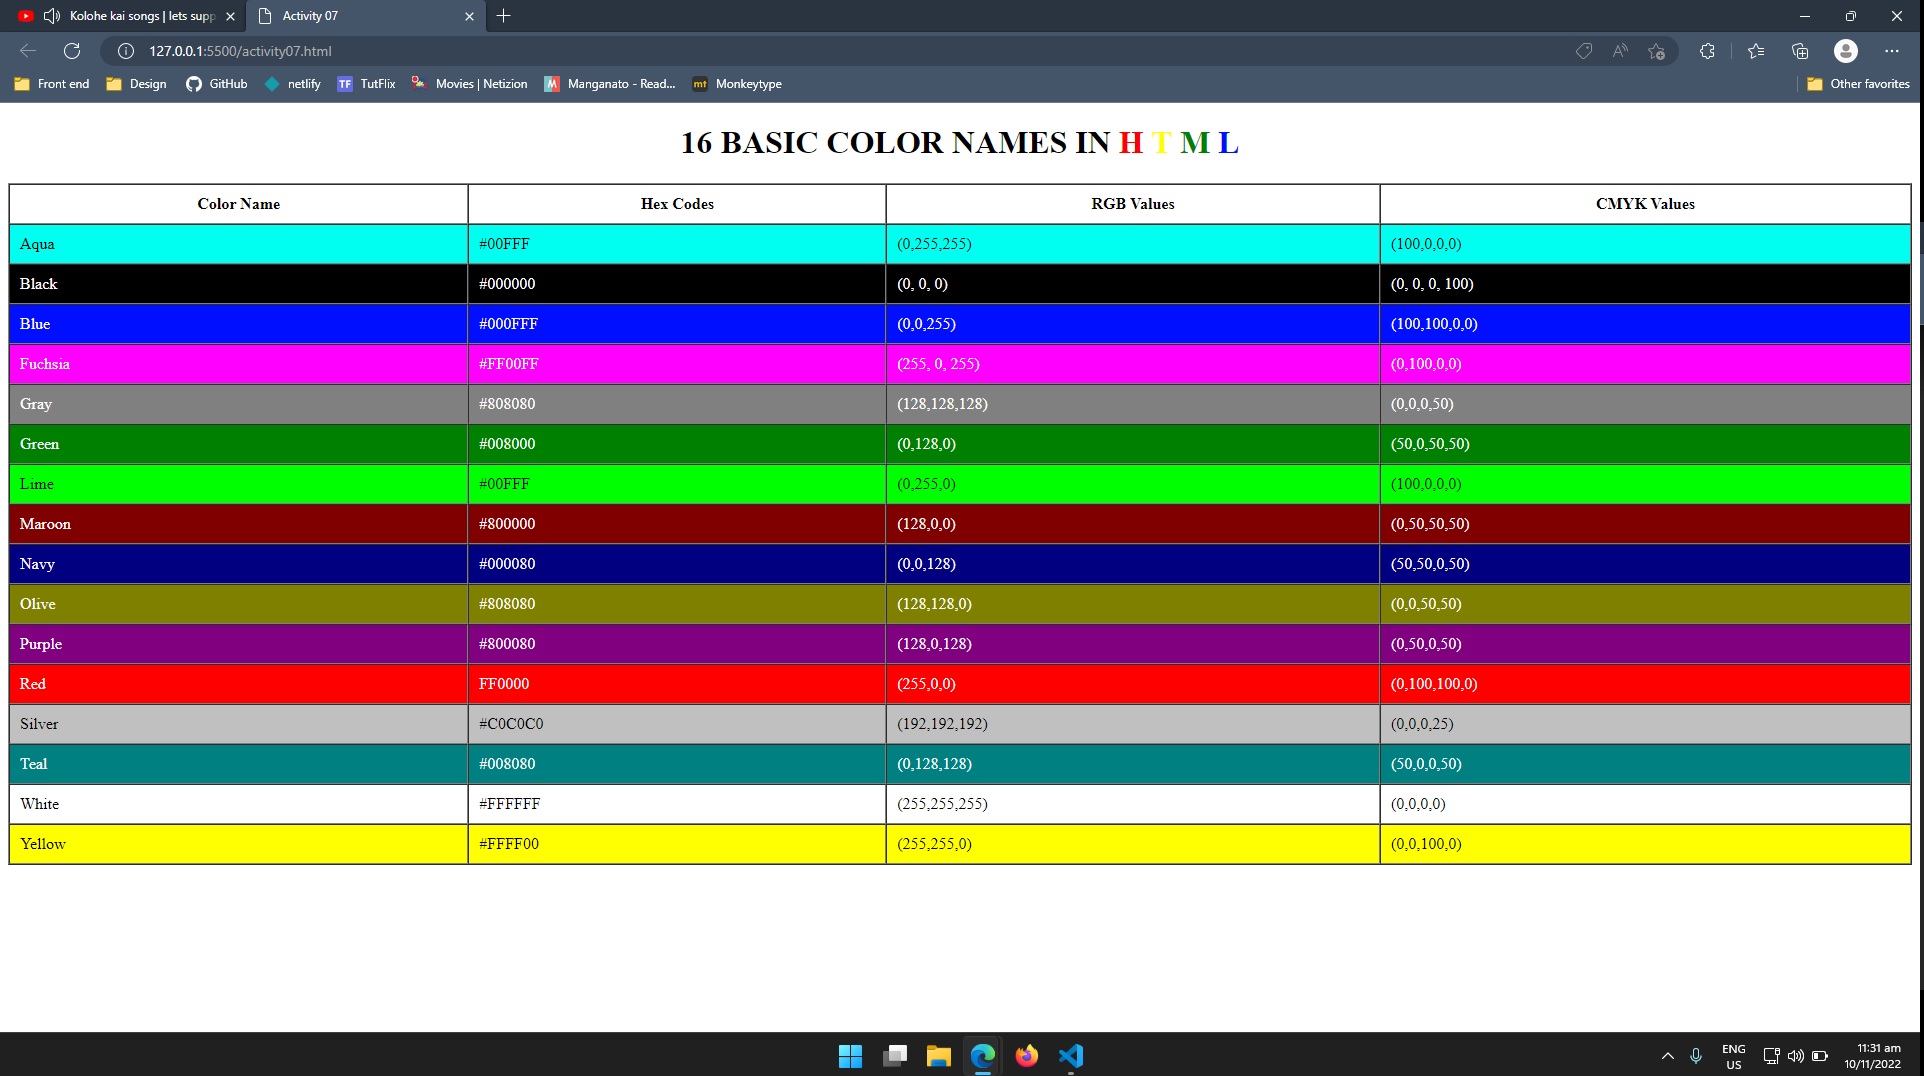 Kolohe kai songs | lets supp
Activity 07
127.0.0.1:5500/activity07.html
Front end Design GitHub netlify TF TutFlix Movies | Netizion M Manganato - Read... mt Monkeytype Other favorites
16 BASIC COLOR NAMES IN H T M L
Color Name Hex Codes RGB Values CMYK Values
Aqua #00FFF (0,255,255) (100,0,0,0)
Black #000000 (0, 0, 0) (0, 0, 0, 100)
Blue #000FFF (0,0,255) (100,100,0,0)
Fuchsia #FF00FF (255, 0, 255) (0,100,0,0)
Gray #808080 (128,128,128) (0,0,0,50)
Green #008000 (0,128,0) (50,0,50,50)
Lime #00FFF (0,255,0) (100,0,0,0)
Maroon #800000 (128,0,0) (0,50,50,50)
Navy #000080 (0,0,128) (50,50,0,50)
Olive #808080 (128,128,0) (0,0,50,50)
Purple #800080 (128,0,128) (0,50,0,50)
Red FF0000 (255,0,0) (0,100,100,0)
Silver #C0C0C0 (192,192,192) (0,0,0,25)
Teal #008080 (0,128,128) (50,0,0,50)
White #FFFFFF (255,255,255) (0,0,0,0)
Yellow #FFFF00 (255,255,0) (0,0,100,0)
ENG
US
11:31 am
10/11/2022